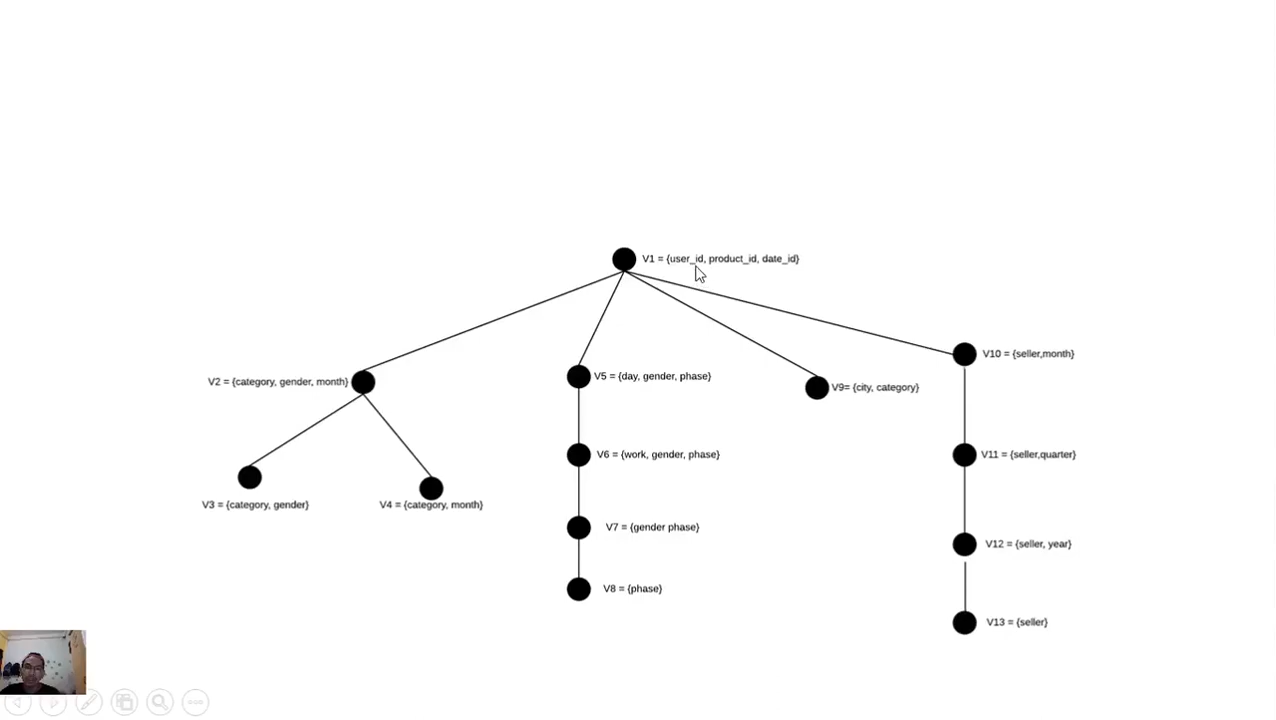 V1 = {user_id, product_id, date_id}
V10 = {seller,month}
V2 = {category, gender, month}
V5 = {day, gender, phase}
V9= {city, category}
V6 = {work, gender, phase}
V11 = {seller,quarter}
V3 = {category, gender}
V4 = {category, month}
V7 = {gender phase}
V12 = {seller, year}
V8 = {phase}
V13 = {seller}